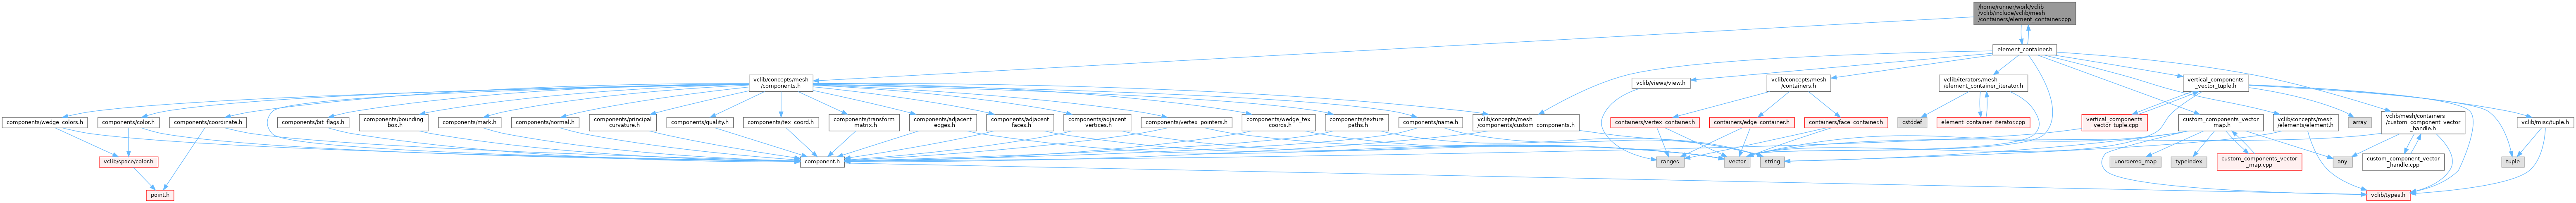 /home/runner/work/vclib
/vclib/include/vclib/mesh
/containers/element_container.cpp
element_container.h
vclib/concepts/mesh
/components.h
vclib/views/view.h
vclib/concepts/mesh
/containers.h
vclib/iterators/mesh
/element_container_iterator.h
vertical_components
_vector_tuple.h
components/wedge_colors.h
components/color.h
components/coordinate.h
components/bit_flags.h
components/bounding
_box.h
components/mark.h
components/normal.h
components/principal
_curvature.h
components/quality.h
components/tex_coord.h
components/transform
_matrix.h
components/adjacent
_edges.h
components/adjacent
_faces.h
components/adjacent
_vertices.h
components/vertex_pointers.h
components/wedge_tex
_coords.h
components/texture
_paths.h
components/name.h
vclib/concepts/mesh
/components/custom_components.h
containers/vertex_container.h
containers/edge_container.h
containers/face_container.h
cstddef
element_container_iterator.cpp
vertical_components
_vector_tuple.cpp
custom_components_vector
_map.h
vclib/concepts/mesh
/elements/element.h
array
vclib/mesh/containers
/custom_component_vector
_handle.h
vclib/misc/tuple.h
vclib/space/color.h
component.h
ranges
vector
string
unordered_map
typeindex
custom_components_vector
_map.cpp
any
custom_component_vector
_handle.cpp
tuple
point.h
vclib/types.h